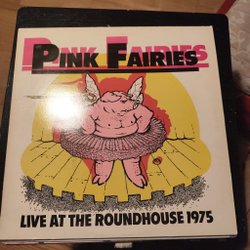 PINK FAIRIES
LIVE AT THE ROUNDHOUSE 1975